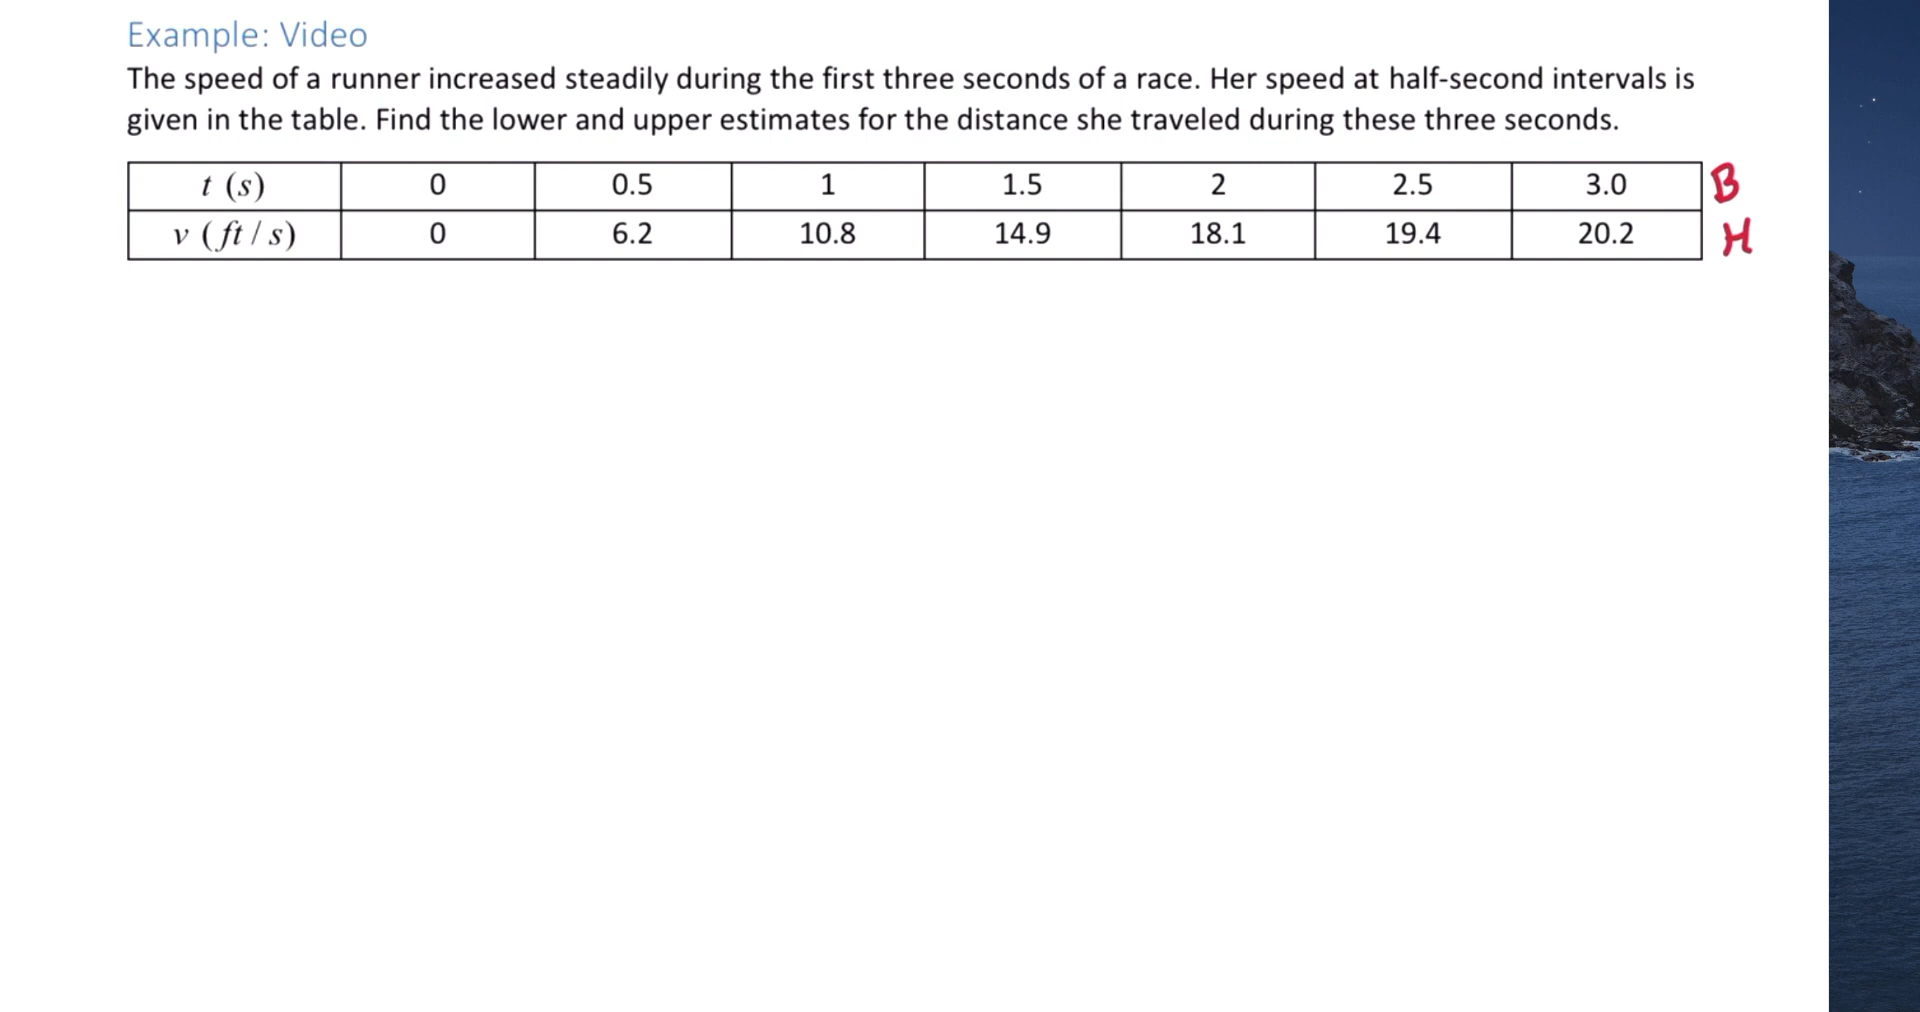 Example: Video
The speed of a runner increased steadily during the first three seconds of a race. Her speed at half-second intervals is
given in the table. Find the lower and upper estimates for the distance she traveled during these three seconds.
t (s) 0 0.5 1 1.5 2 2.5 3.0 B
v (ft / s) 0 6.2 10.8 14.9 18.1 19.4 20.2 H